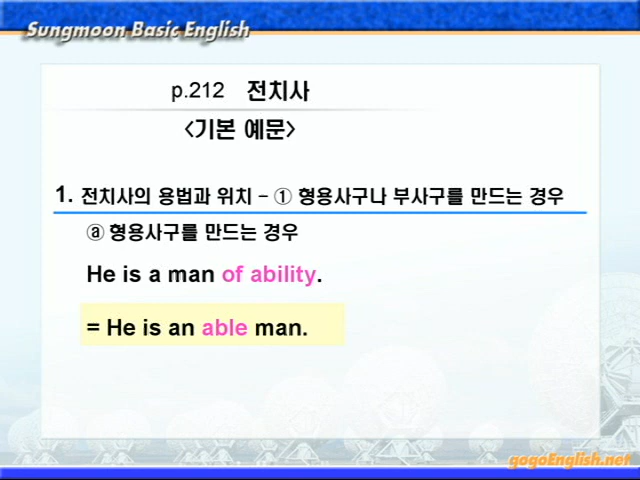 Sungmoon Basic English
p.212 전치사
<기본 예문>
1. 전치사의 용법과 위치 - ① 형용사구나 부사구를 만드는 경우
ⓐ 형용사구를 만드는 경우
He is a man of ability.
= He is an able man.
gogoEnglish.net